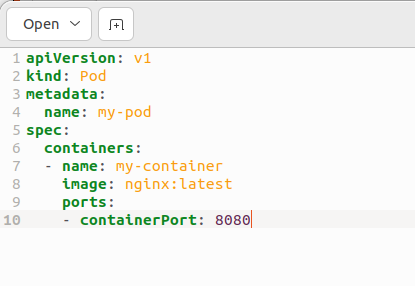 Open
1 apiVersion: v1
2 kind: Pod
3 metadata:
4   name: my-pod
5 spec:
6   containers:
7   - name: my-container
8     image: nginx:latest
9     ports:
10     - containerPort: 8080